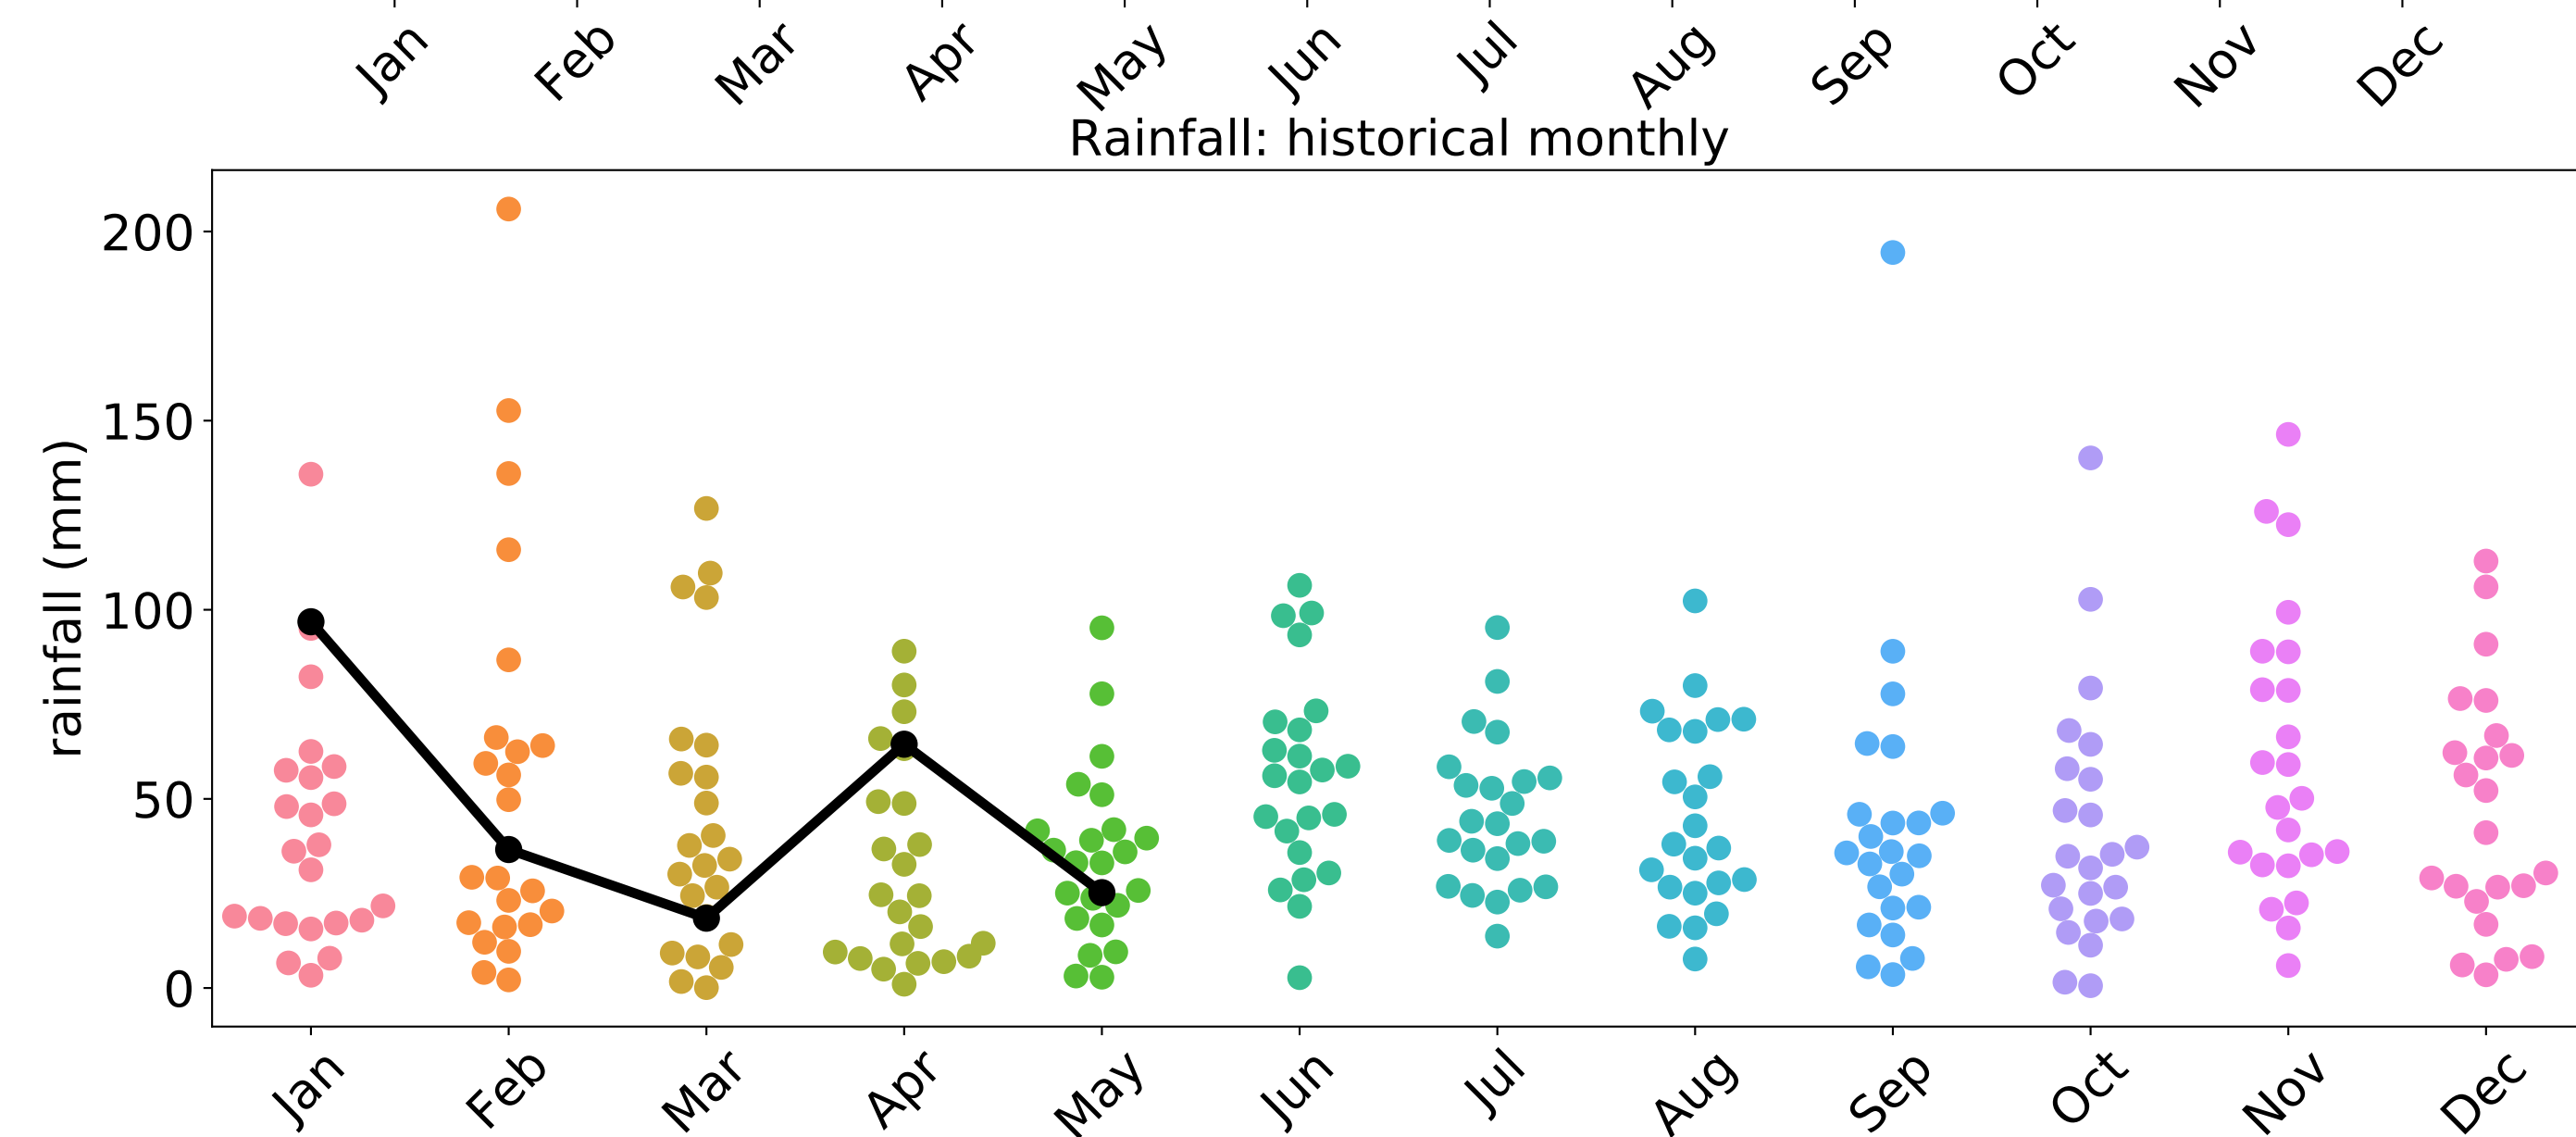 Jan Feb Mar Apr May Jun Jul Aug Sep Oct Nov Dec
Rainfall: historical monthly
rainfall (mm)
200
150
100
50
0
Jan Feb Mar Apr May Jun Jul Aug Sep Oct Nov Dec